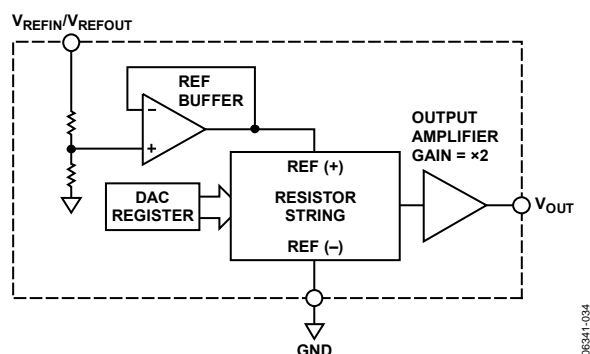 VREFIN/VREFOUT
REF
BUFFER
−
+
OUTPUT
AMPLIFIER
GAIN = ×2
REF (+)
DAC
REGISTER
RESISTOR
STRING
REF (−)
VOUT
GND
06341-034